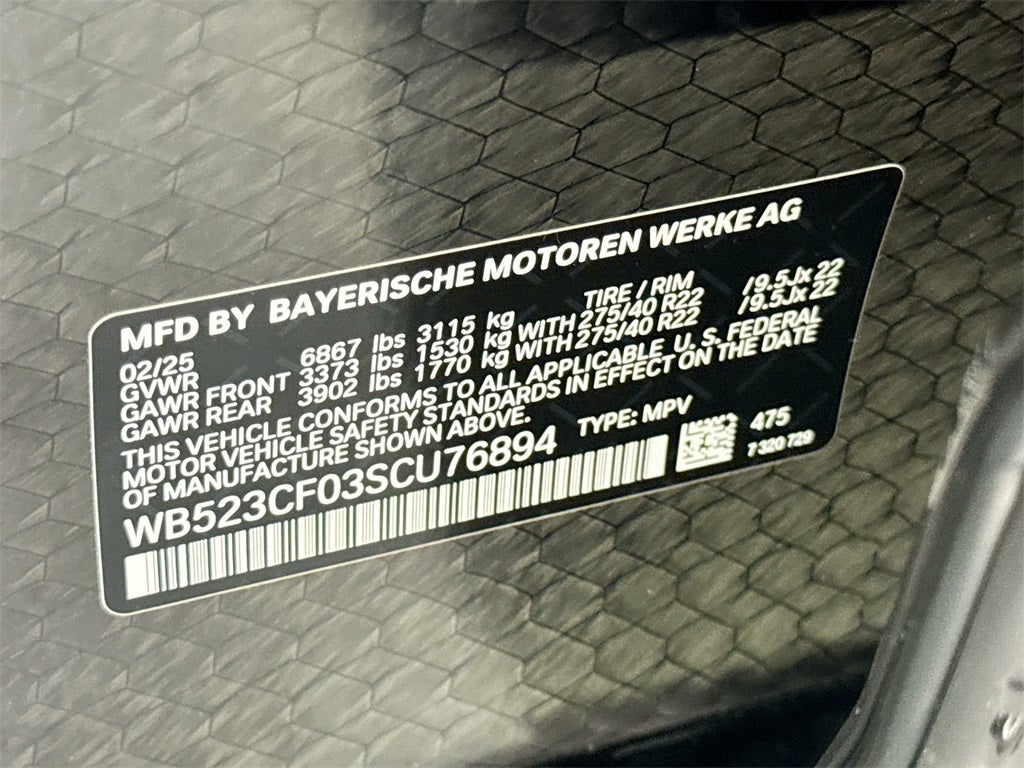 MFD BY BAYERISCHE MOTOREN WERKE AG
02/25 TIRE / RIM
GVWR 6867 lbs 3115 kg
GAWR FRONT 3373 lbs 1530 kg WITH 275/40 R22 /9.5Jx22
GAWR REAR 3902 lbs 1770 kg WITH 275/40 R22 /9.5Jx22
THIS VEHICLE CONFORMS TO ALL APPLICABLE U. S. FEDERAL
MOTOR VEHICLE SAFETY STANDARDS IN EFFECT ON THE DATE
OF MANUFACTURE SHOWN ABOVE.
WB523CF03SCU76894 TYPE: MPV
475
7 320 729